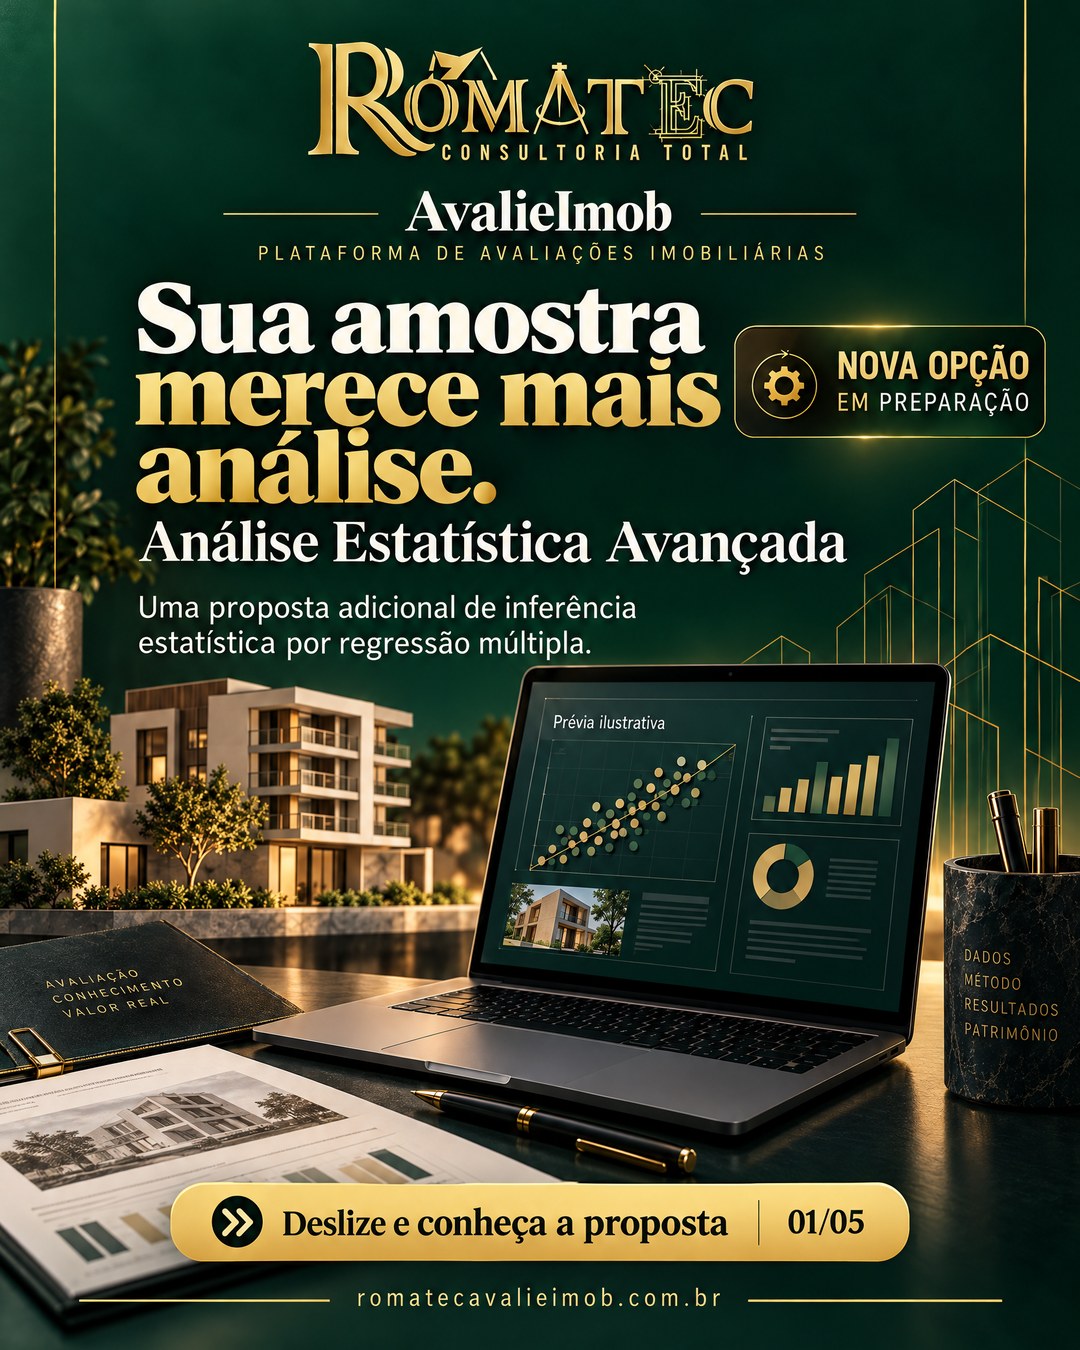 ROMATEC
CONSULTORIA TOTAL
AvalieImob
PLATAFORMA DE AVALIAÇÕES IMOBILIÁRIAS
Sua amostra
merece mais
análise.
NOVA OPÇÃO
EM PREPARAÇÃO
Análise Estatística Avançada
Uma proposta adicional de inferência
estatística por regressão múltipla.
Prévia ilustrativa
AVALIAÇÃO
CONHECIMENTO
VALOR REAL
DADOS
MÉTODO
RESULTADOS
PATRIMÔNIO
Deslize e conheça a proposta
01/05
romatecavalieimob.com.br